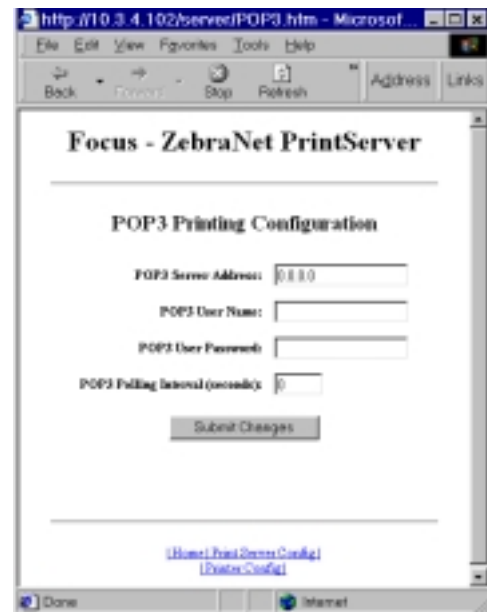 http://10.3.4.102/server/POP3.htm - Microsoft...
File Edit View Favorites Tools Help
Back Forward Stop Refresh » Address Links
Focus - ZebraNet PrintServer
POP3 Printing Configuration
POP3 Server Address: 0.0.0.0
POP3 User Name:
POP3 User Password:
POP3 Polling Interval (seconds): 0
Submit Changes
[Home | Print Server Config]
[Printer Config]
Done Internet